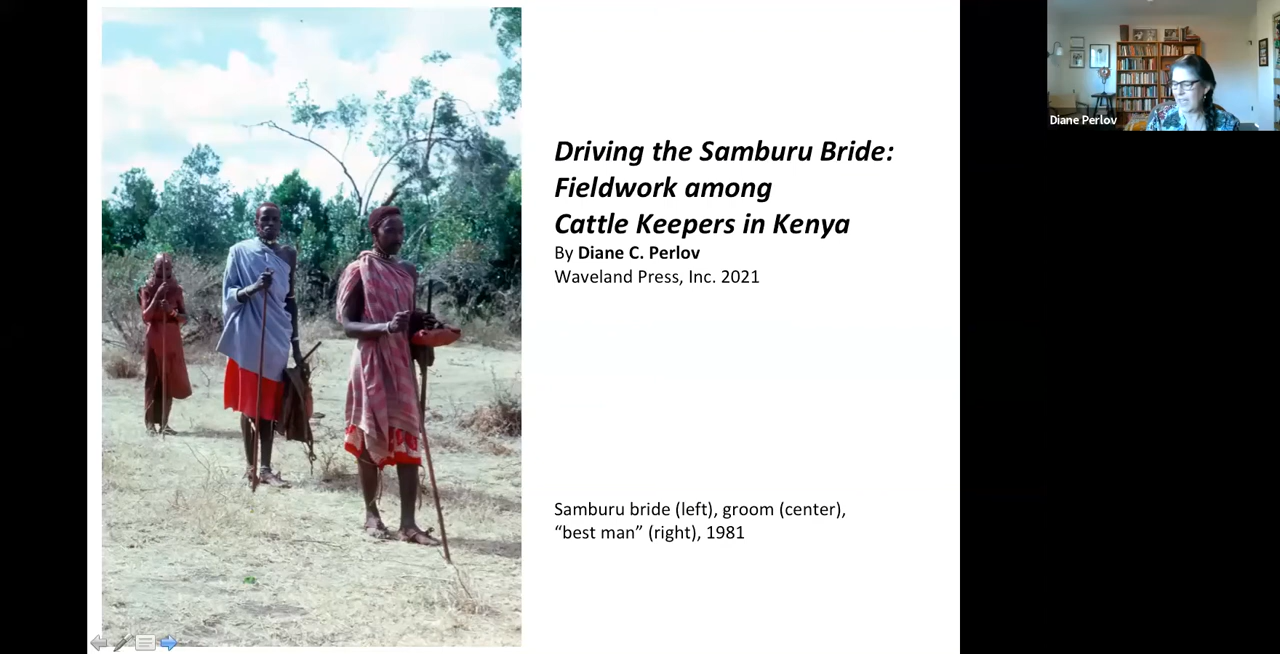 Driving the Samburu Bride:
Fieldwork among
Cattle Keepers in Kenya
By Diane C. Perlov
Waveland Press, Inc. 2021
Samburu bride (left), groom (center),
“best man” (right), 1981
Diane Perlov